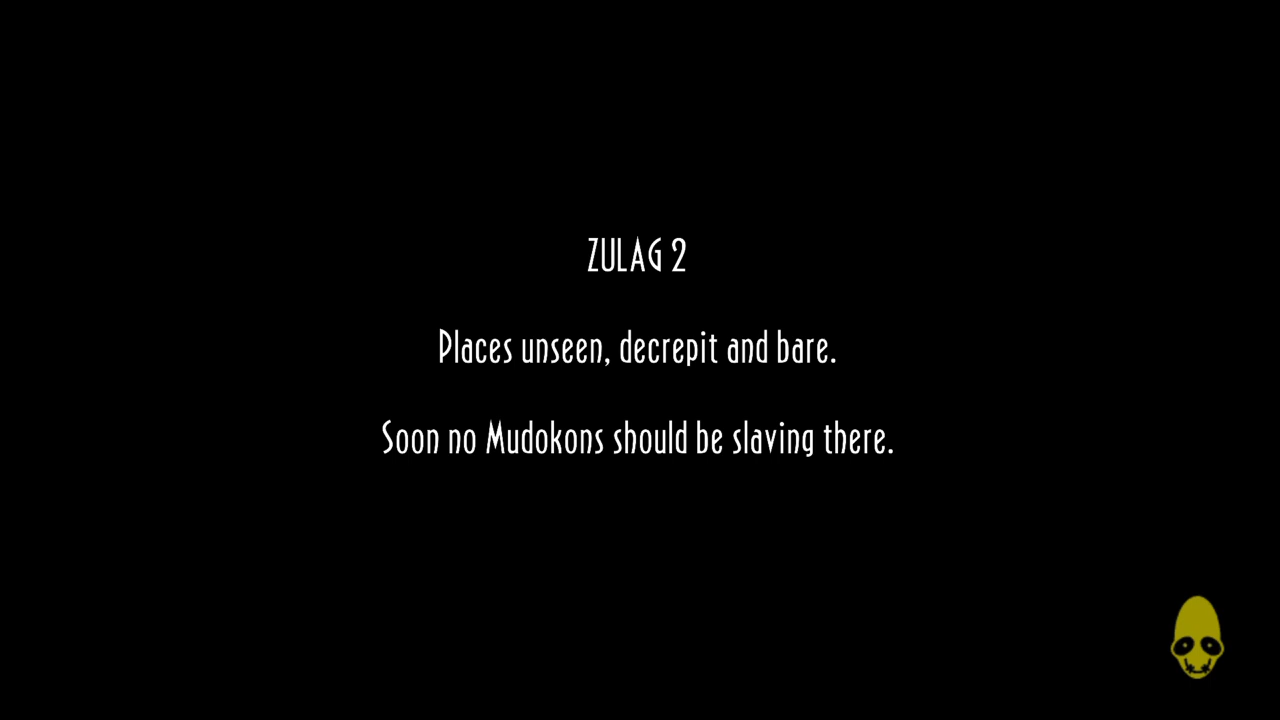 ZULAG 2
Places unseen, decrepit and bare.
Soon no Mudokons should be slaving there.